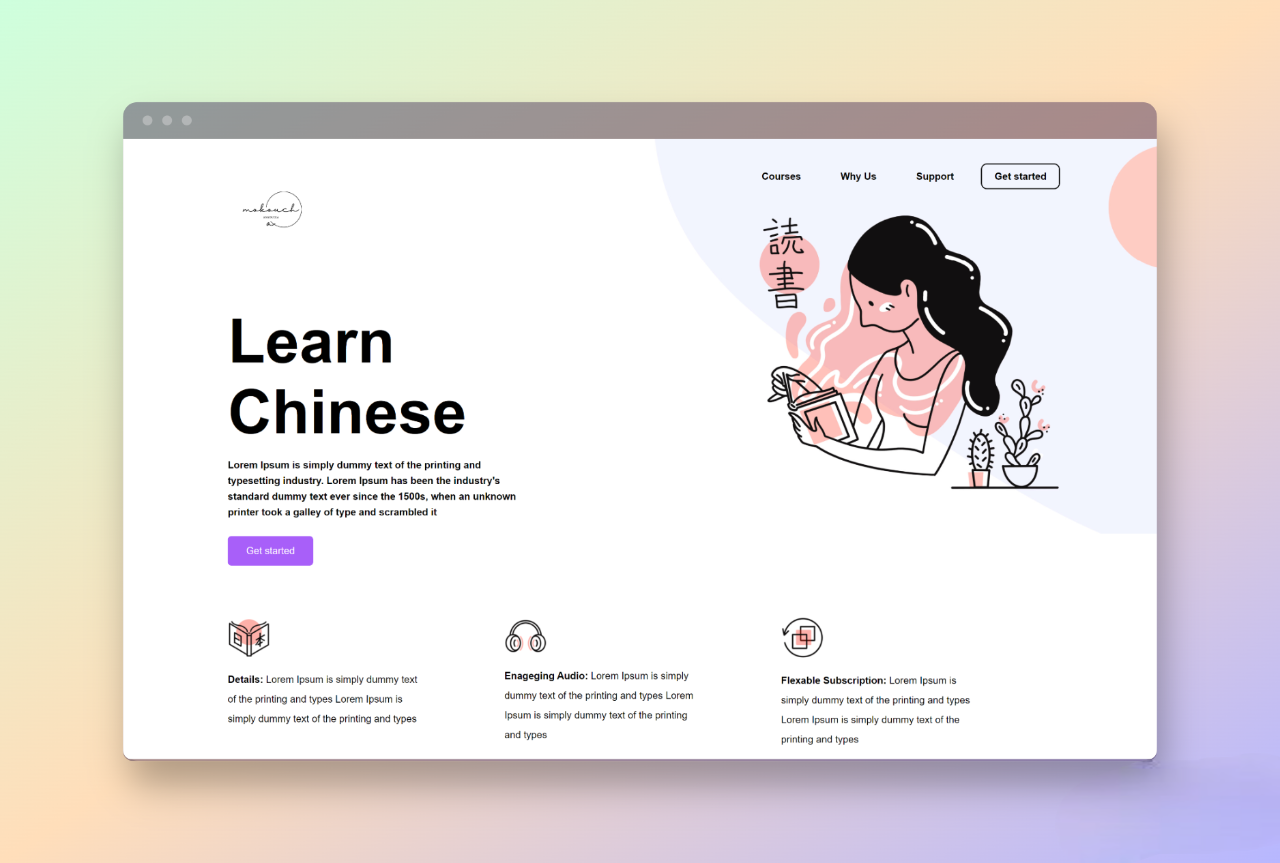 Courses Why Us Support Get started
mokouch
読
書
Learn
Chinese
Lorem Ipsum is simply dummy text of the printing and
typesetting industry. Lorem Ipsum has been the industry's
standard dummy text ever since the 1500s, when an unknown
printer took a galley of type and scrambled it
Get started
Details: Lorem Ipsum is simply dummy text
of the printing and types Lorem Ipsum is
simply dummy text of the printing and types
Enageging Audio: Lorem Ipsum is simply
dummy text of the printing and types Lorem
Ipsum is simply dummy text of the printing
and types
Flexable Subscription: Lorem Ipsum is
simply dummy text of the printing and types
Lorem Ipsum is simply dummy text of the
printing and types